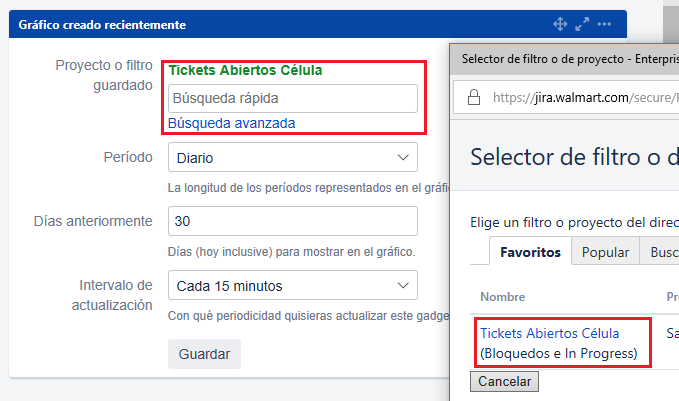 Gráfico creado recientemente
Proyecto o filtro guardado
Tickets Abiertos Célula
Búsqueda rápida
Búsqueda avanzada
Período
Diario
La longitud de los períodos representados en el gráfic
Días anteriormente
30
Días (hoy inclusive) para mostrar en el gráfico.
Intervalo de actualización
Cada 15 minutos
Con qué periodicidad quisieras actualizar este gadge
Guardar
Selector de filtro o de proyecto - Enterpris
https://jira.walmart.com/secure/F
Selector de filtro o d
Elige un filtro o proyecto del direc
Favoritos
Popular
Busc
Nombre
Pr
Tickets Abiertos Célula
Sa
(Bloquedos e In Progress)
Cancelar